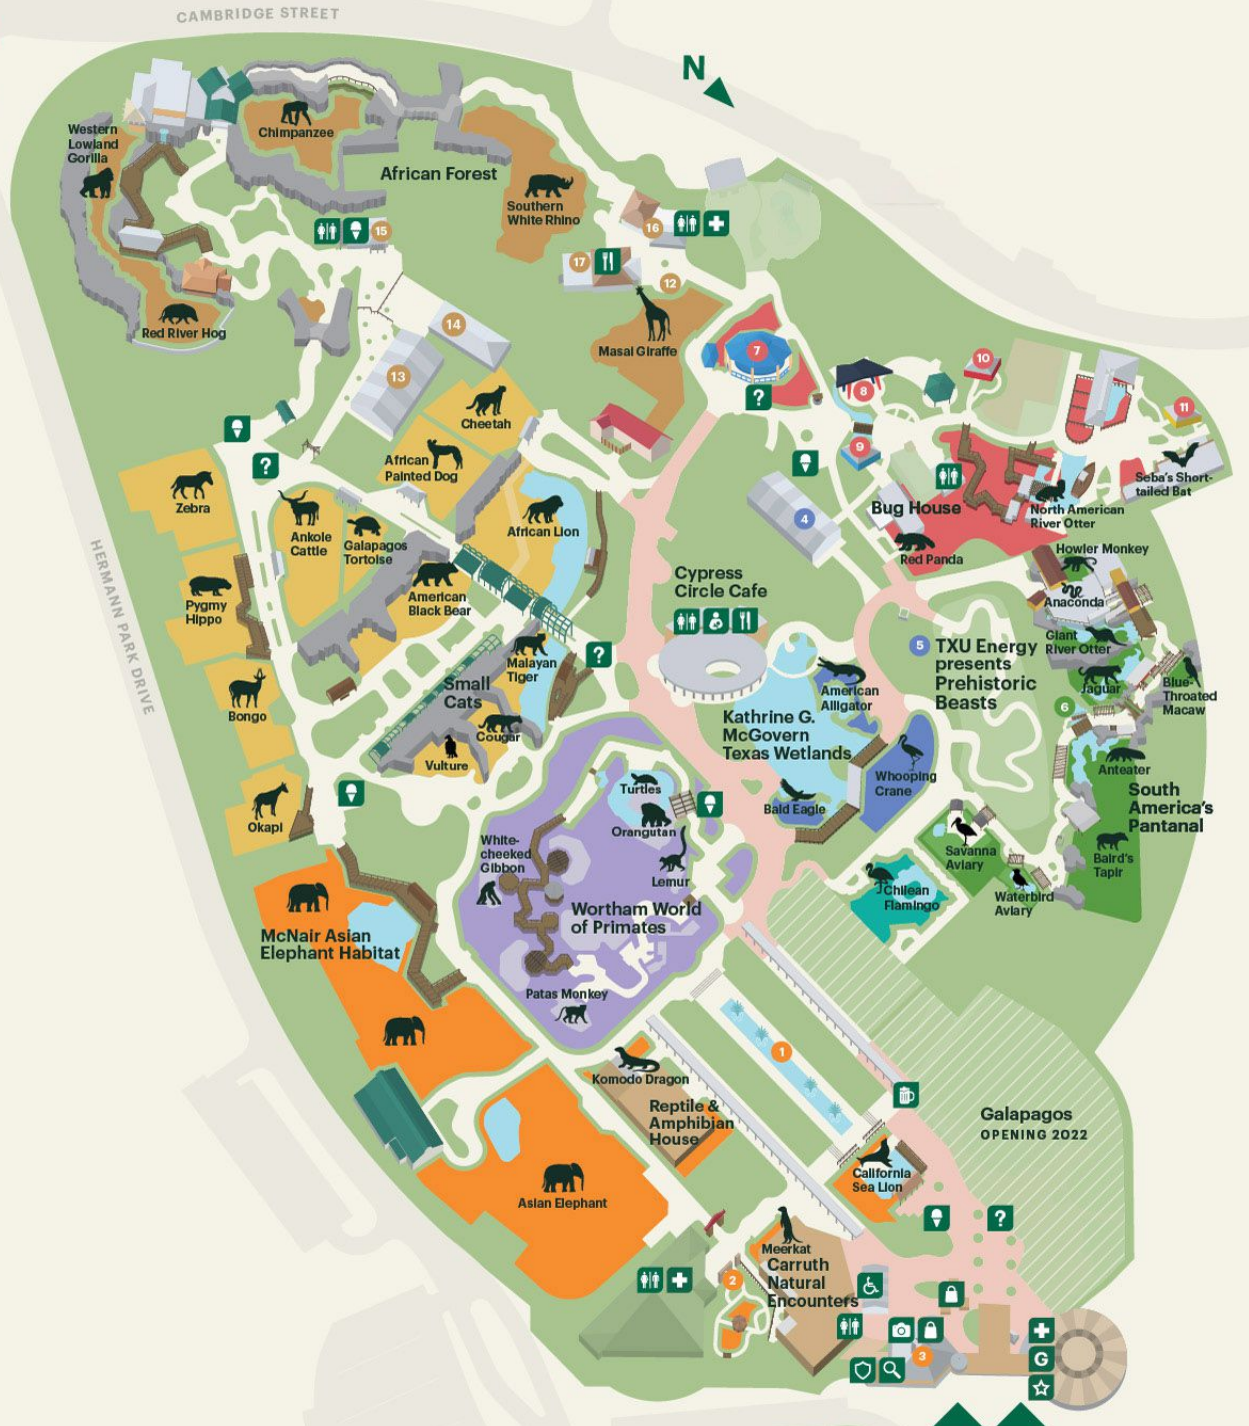 CAMBRIDGE STREET
N
Western
Lowland
Gorilla
Chimpanzee
African Forest
Southern
White Rhino
15
16
17
12
Red River Hog
14
13
Masai Giraffe
7
8
10
11
9
Cheetah
African
Painted Dog
?
?
Zebra
Ankole
Cattle
Galapagos
Tortoise
African Lion
4
Bug House
Seba's Short-
tailed Bat
North American
River Otter
Red Panda
Howler Monkey
HERMANN PARK DRIVE
Pygmy
Hippo
American
Black Bear
Cypress
Circle Cafe
Anaconda
Giant
River Otter
5
TXU Energy
presents
Prehistoric
Beasts
Jaguar
Blue-
Throated
Macaw
6
Malayan
Tiger
?
Small
Cats
Bongo
Cougar
Vulture
American
Alligator
Kathrine G.
McGovern
Texas Wetlands
Whooping
Crane
Anteater
South
America's
Pantanal
Okapi
Turtles
Orangutan
Bald Eagle
White-
cheeked
Gibbon
Lemur
Savanna
Aviary
Baird's
Tapir
Chilean
Flamingo
Waterbird
Aviary
Wortham World
of Primates
McNair Asian
Elephant Habitat
Patas Monkey
1
Komodo Dragon
Reptile &
Amphibian
House
Galapagos
OPENING 2022
California
Sea Lion
Asian Elephant
?
Meerkat
Carruth
Natural
Encounters
2
3
G